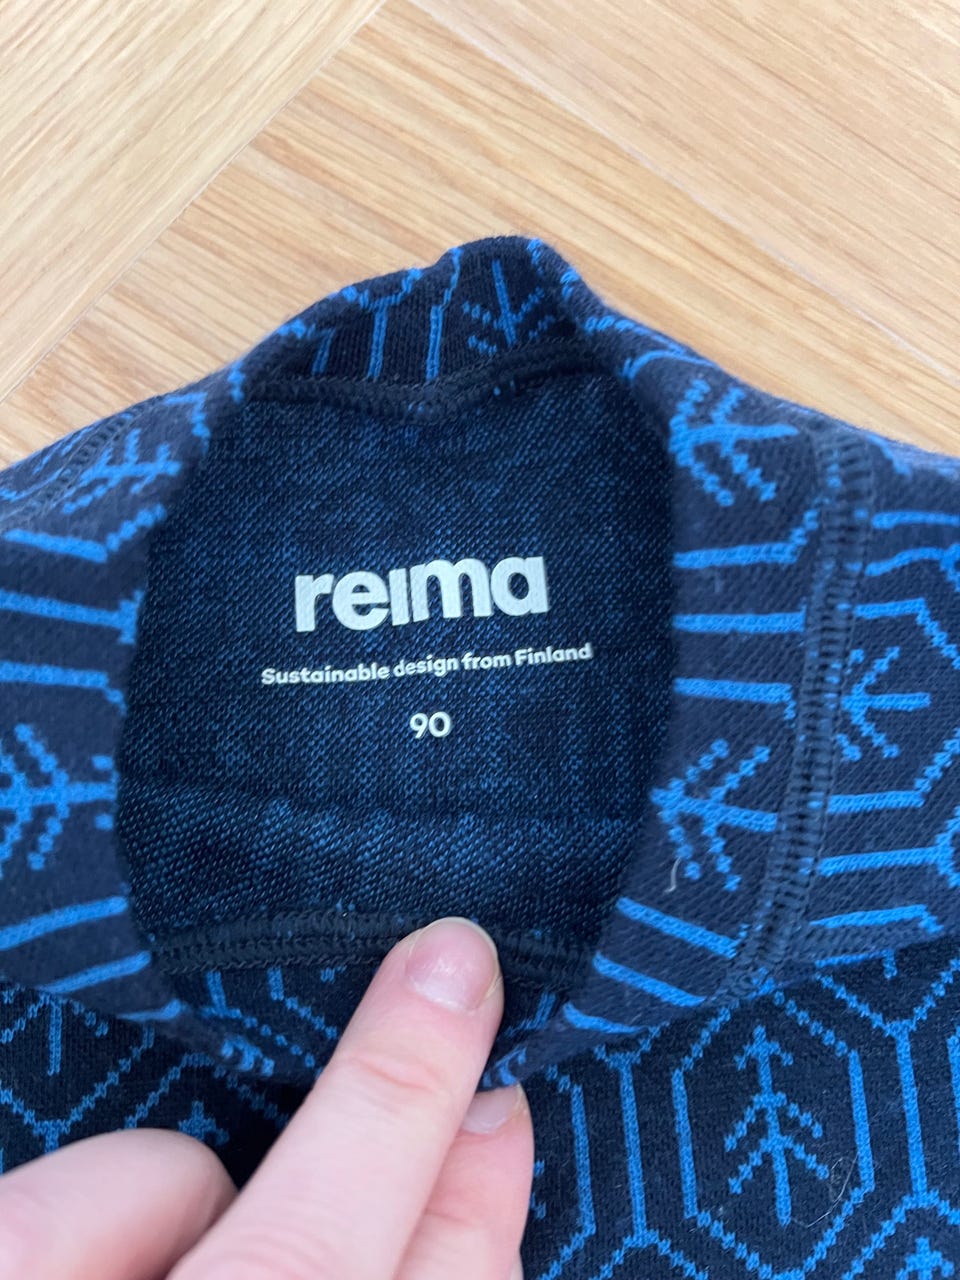 reima
Sustainable design from Finland
90